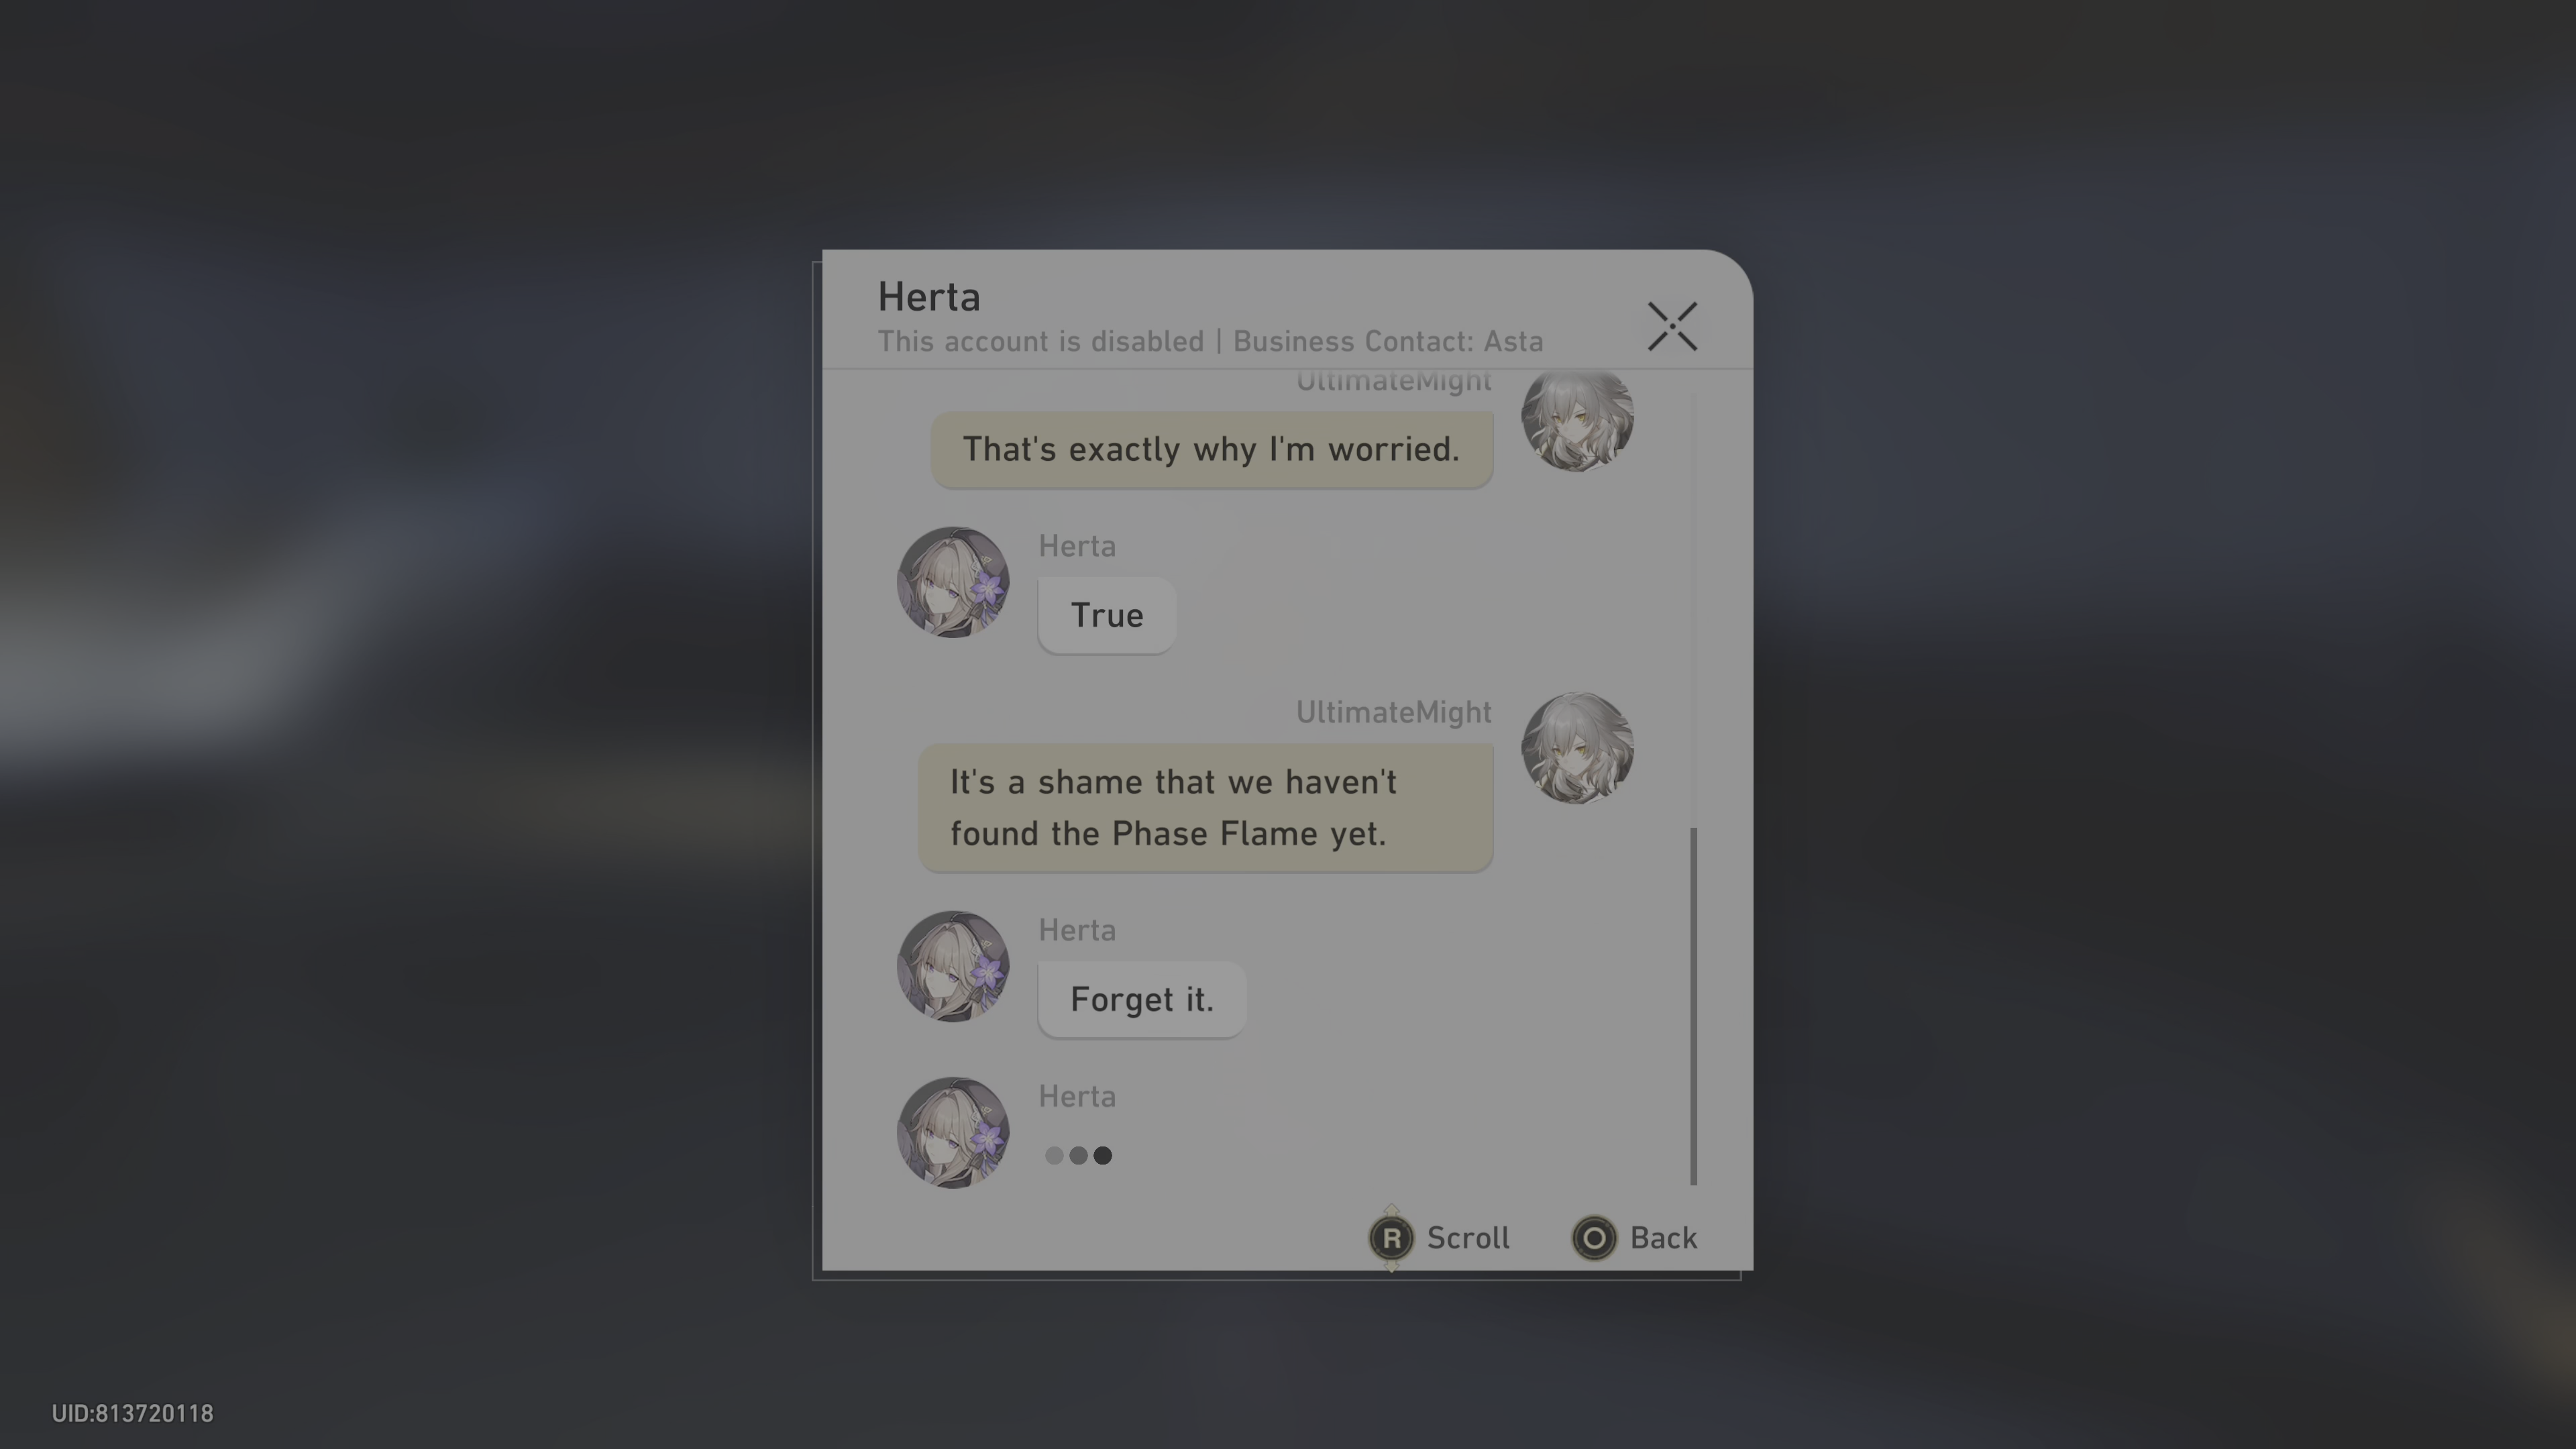 Herta
This account is disabled | Business Contact: Asta
UltimateMight
That's exactly why I'm worried.
Herta
True
UltimateMight
It's a shame that we haven't
found the Phase Flame yet.
Herta
Forget it.
Herta
R Scroll Back
UID:813720118